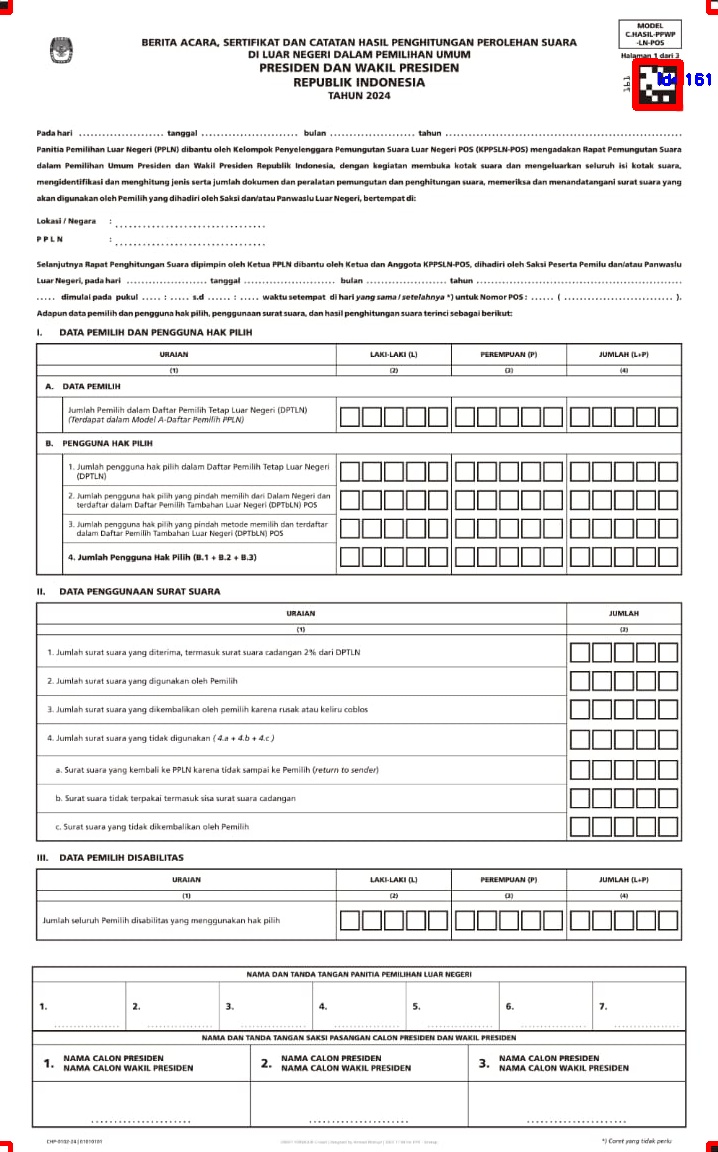 MODEL
C.HASIL-PPWP
-LN-POS
Halaman 1 dari 3
BERITA ACARA, SERTIFIKAT DAN CATATAN HASIL PENGHITUNGAN PEROLEHAN SUARA
DI LUAR NEGERI DALAM PEMILIHAN UMUM
PRESIDEN DAN WAKIL PRESIDEN
REPUBLIK INDONESIA
TAHUN 2024
161
Id: 161
Pada hari ..................... tanggal ........................ bulan ..................... tahun ...........................................................
Panitia Pemilihan Luar Negeri (PPLN) dibantu oleh Kelompok Penyelenggara Pemungutan Suara Luar Negeri POS (KPPSLN-POS) mengadakan Rapat Pemungutan Suara
dalam Pemilihan Umum Presiden dan Wakil Presiden Republik Indonesia, dengan kegiatan membuka kotak suara dan mengeluarkan seluruh isi kotak suara,
mengidentifikasi dan menghitung jenis serta jumlah dokumen dan peralatan pemungutan dan penghitungan suara, memeriksa dan menandatangani surat suara yang
akan digunakan oleh Pemilih yang dihadiri oleh Saksi dan/atau Panwaslu Luar Negeri, bertempat di:
Lokasi / Negara : ...............................
P P L N : ...............................
Selanjutnya Rapat Penghitungan Suara dipimpin oleh Ketua PPLN dibantu oleh Ketua dan Anggota KPPSLN-POS, dihadiri oleh Saksi Peserta Pemilu dan/atau Panwaslu
Luar Negeri, pada hari .................... tanggal ........................ bulan .................... tahun ...................................................
..... dimulai pada pukul ..... : ..... s.d ...... : ..... waktu setempat di hari yang sama / setelahnya *) untuk Nomor POS : ...... ( ........................... ).
Adapun data pemilih dan pengguna hak pilih, penggunaan surat suara, dan hasil penghitungan suara terinci sebagai berikut:
I. DATA PEMILIH DAN PENGGUNA HAK PILIH
URAIAN LAKI-LAKI (L) PEREMPUAN (P) JUMLAH (L+P)
(1) (2) (3) (4)
A. DATA PEMILIH
Jumlah Pemilih dalam Daftar Pemilih Tetap Luar Negeri (DPTLN)
(Terdapat dalam Model A-Daftar Pemilih PPLN)
B. PENGGUNA HAK PILIH
1. Jumlah pengguna hak pilih dalam Daftar Pemilih Tetap Luar Negeri
(DPTLN)
2. Jumlah pengguna hak pilih yang pindah memilih dari Dalam Negeri dan
terdaftar dalam Daftar Pemilih Tambahan Luar Negeri (DPTbLN) POS
3. Jumlah pengguna hak pilih yang pindah metode memilih dan terdaftar
dalam Daftar Pemilih Tambahan Luar Negeri (DPTbLN) POS
4. Jumlah Pengguna Hak Pilih (B.1 + B.2 + B.3)
II. DATA PENGGUNAAN SURAT SUARA
URAIAN JUMLAH
(1) (2)
1. Jumlah surat suara yang diterima, termasuk surat suara cadangan 2% dari DPTLN
2. Jumlah surat suara yang digunakan oleh Pemilih
3. Jumlah surat suara yang dikembalikan oleh pemilih karena rusak atau keliru coblos
4. Jumlah surat suara yang tidak digunakan ( 4.a + 4.b + 4.c )
a. Surat suara yang kembali ke PPLN karena tidak sampai ke Pemilih (return to sender)
b. Surat suara tidak terpakai termasuk sisa surat suara cadangan
c. Surat suara yang tidak dikembalikan oleh Pemilih
III. DATA PEMILIH DISABILITAS
URAIAN LAKI-LAKI (L) PEREMPUAN (P) JUMLAH (L+P)
(1) (2) (3) (4)
Jumlah seluruh Pemilih disabilitas yang menggunakan hak pilih
NAMA DAN TANDA TANGAN PANITIA PEMILIHAN LUAR NEGERI
1. 2. 3. 4. 5. 6. 7.
NAMA DAN TANDA TANGAN SAKSI PASANGAN CALON PRESIDEN DAN WAKIL PRESIDEN
1. NAMA CALON PRESIDEN 2. NAMA CALON PRESIDEN 3. NAMA CALON PRESIDEN
NAMA CALON WAKIL PRESIDEN NAMA CALON WAKIL PRESIDEN NAMA CALON WAKIL PRESIDEN
*) Coret yang tidak perlu